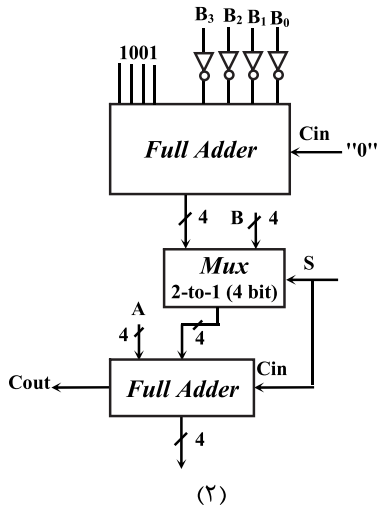 B3 B2 B1 B0
1001
Full Adder
Cin
"0"
4
B
4
Mux
2-to-1 (4 bit)
S
A
4
4
Full Adder
Cin
Cout
4
(۲)